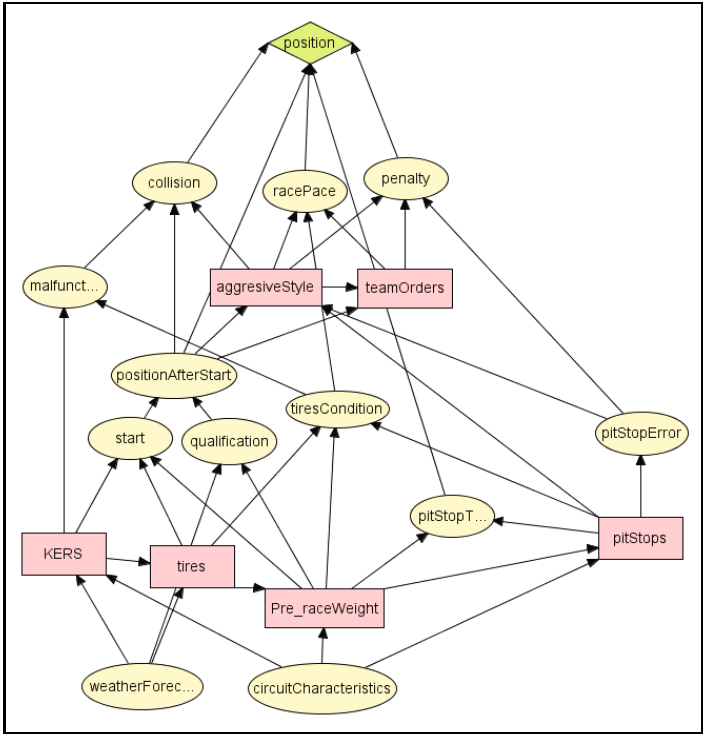 position
collision
racePace
penalty
malfunct...
aggresiveStyle
teamOrders
positionAfterStart
tiresCondition
start
qualification
pitStopError
pitStopT...
KERS
tires
pitStops
Pre_raceWeight
weatherForec...
circuitCharacteristics